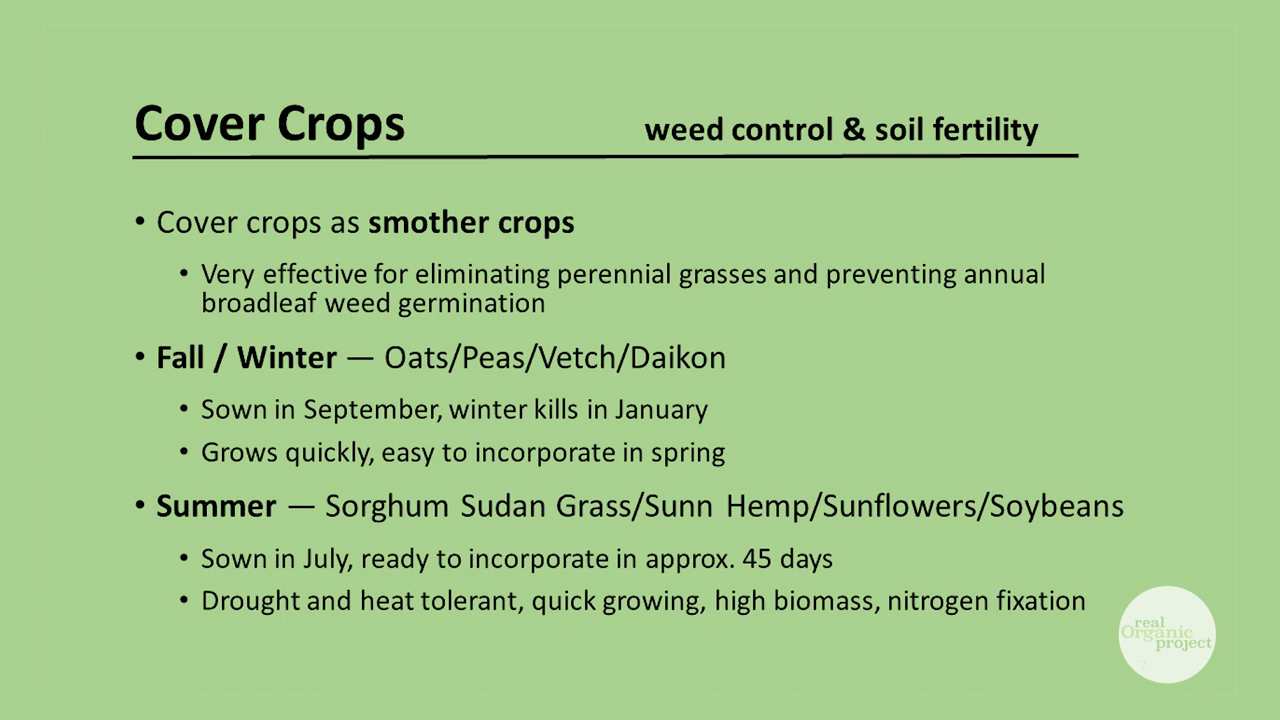 Cover Crops weed control & soil fertility
• Cover crops as smother crops
• Very effective for eliminating perennial grasses and preventing annual
broadleaf weed germination
• Fall / Winter — Oats/Peas/Vetch/Daikon
• Sown in September, winter kills in January
• Grows quickly, easy to incorporate in spring
• Summer — Sorghum Sudan Grass/Sunn Hemp/Sunflowers/Soybeans
• Sown in July, ready to incorporate in approx. 45 days
• Drought and heat tolerant, quick growing, high biomass, nitrogen fixation
real
Organic
project
7